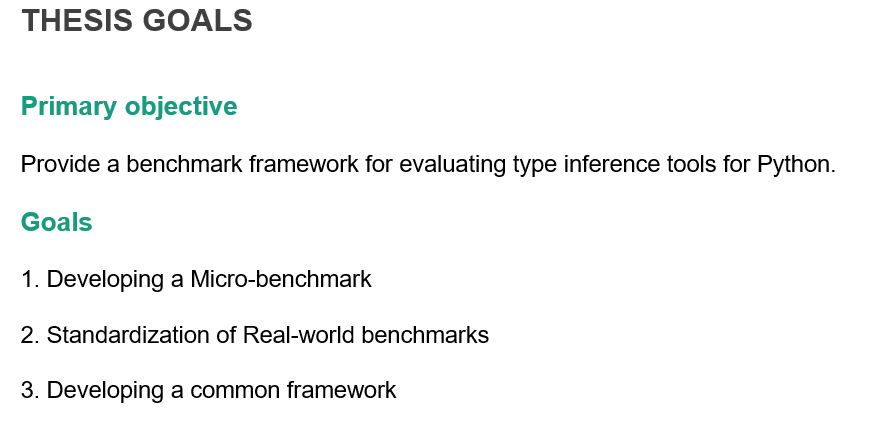 THESIS GOALS
Primary objective
Provide a benchmark framework for evaluating type inference tools for Python.
Goals
1. Developing a Micro-benchmark
2. Standardization of Real-world benchmarks
3. Developing a common framework